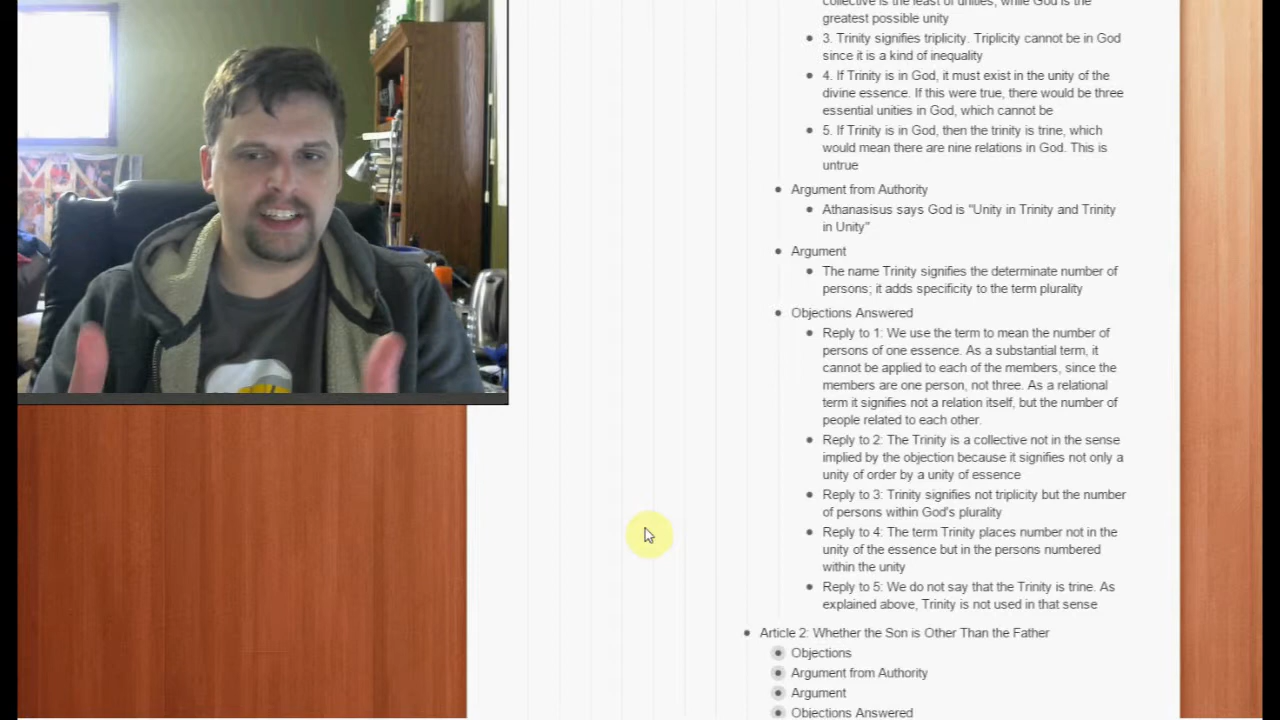 collective is the least of unities, while God is the
greatest possible unity
3. Trinity signifies triplicity. Triplicity cannot be in God
since it is a kind of inequality
4. If Trinity is in God, it must exist in the unity of the
divine essence. If this were true, there would be three
essential unities in God, which cannot be
5. If Trinity is in God, then the trinity is trine, which
would mean there are nine relations in God. This is
untrue
Argument from Authority
Athanasisus says God is "Unity in Trinity and Trinity
in Unity"
Argument
The name Trinity signifies the determinate number of
persons; it adds specificity to the term plurality
Objections Answered
Reply to 1: We use the term to mean the number of
persons of one essence. As a substantial term, it
cannot be applied to each of the members, since the
members are one person, not three. As a relational
term it signifies not a relation itself, but the number of
people related to each other.
Reply to 2: The Trinity is a collective not in the sense
implied by the objection because it signifies not only a
unity of order by a unity of essence
Reply to 3: Trinity signifies not triplicity but the number
of persons within God's plurality
Reply to 4: The term Trinity places number not in the
unity of the essence but in the persons numbered
within the unity
Reply to 5: We do not say that the Trinity is trine. As
explained above, Trinity is not used in that sense
Article 2: Whether the Son is Other Than the Father
Objections
Argument from Authority
Argument
Objections Answered